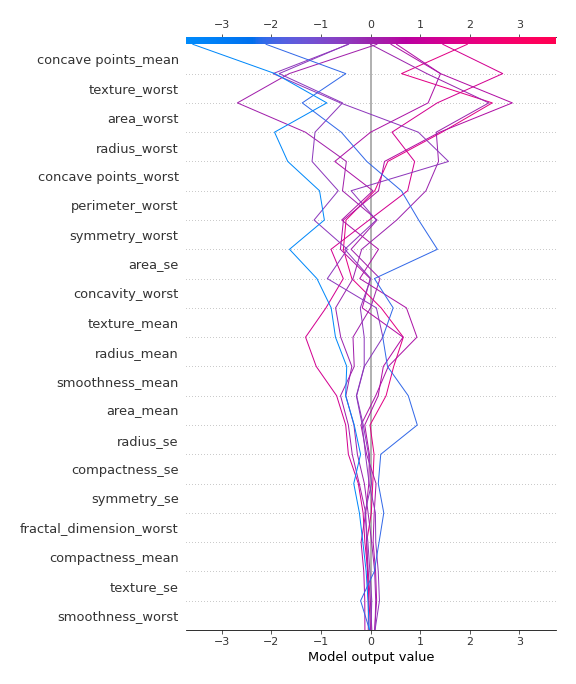 −3 −2 −1 0 1 2 3
concave points_mean
texture_worst
area_worst
radius_worst
concave points_worst
perimeter_worst
symmetry_worst
area_se
concavity_worst
texture_mean
radius_mean
smoothness_mean
area_mean
radius_se
compactness_se
symmetry_se
fractal_dimension_worst
compactness_mean
texture_se
smoothness_worst
−3 −2 −1 0 1 2 3
Model output value